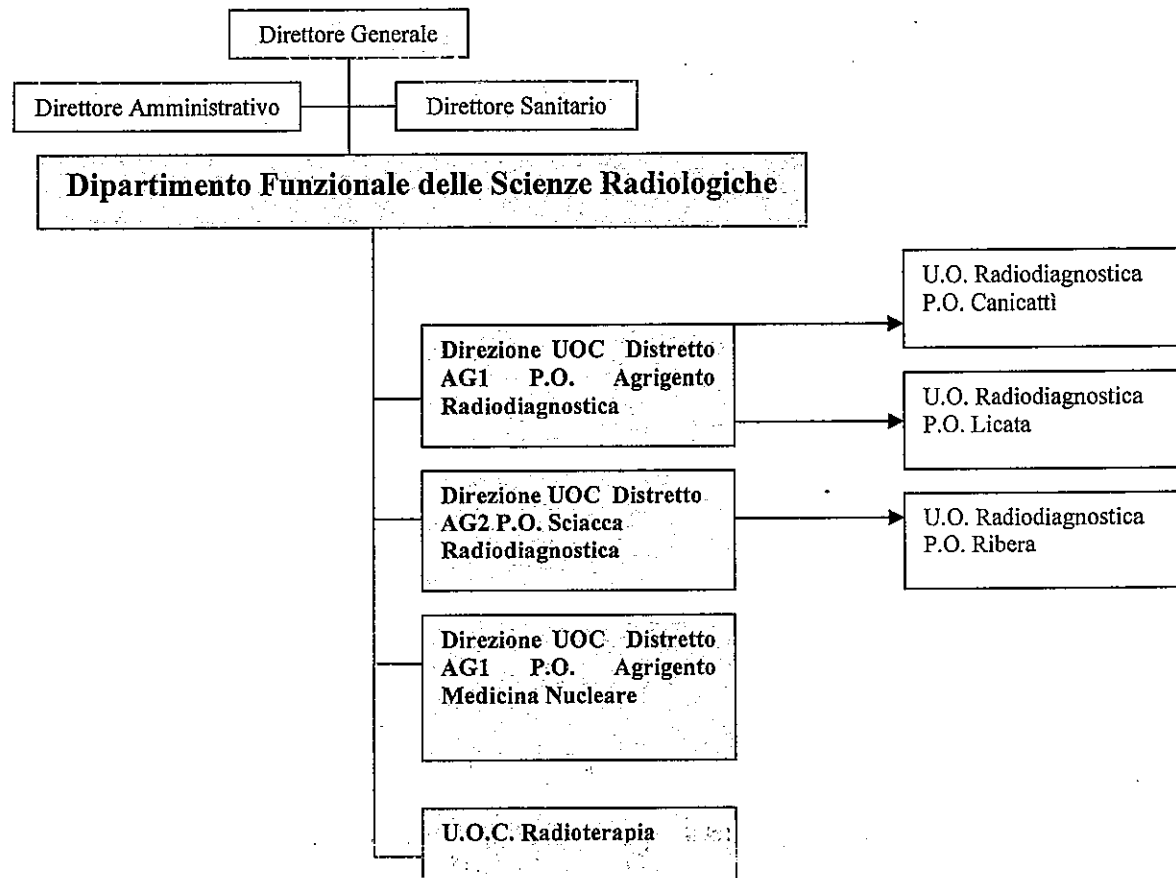 Direttore Generale
Direttore Amministrativo
Direttore Sanitario
Dipartimento Funzionale delle Scienze Radiologiche
Direzione UOC Distretto
AG1 P.O. Agrigento
Radiodiagnostica
U.O. Radiodiagnostica
P.O. Canicattì
U.O. Radiodiagnostica
P.O. Licata
Direzione UOC Distretto
AG2 P.O. Sciacca
Radiodiagnostica
U.O. Radiodiagnostica
P.O. Ribera
Direzione UOC Distretto
AG1 P.O. Agrigento
Medicina Nucleare
U.O.C. Radioterapia